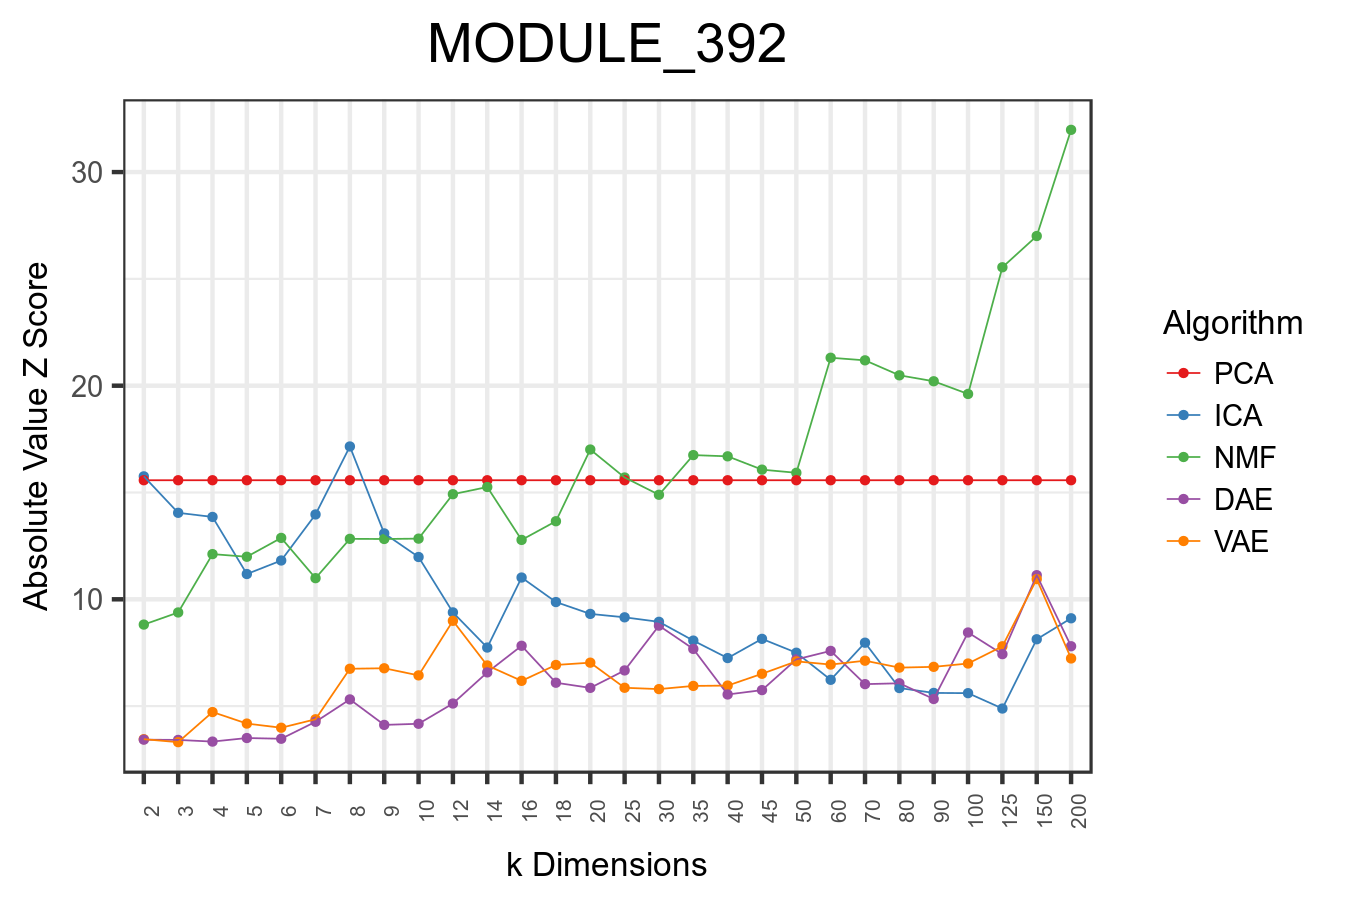 MODULE_392
Absolute Value Z Score
30
20
10
2 3 4 5 6 7 8 9 10 12 14 16 18 20 25 30 35 40 45 50 60 70 80 90 100 125 150 200
k Dimensions
Algorithm
PCA
ICA
NMF
DAE
VAE